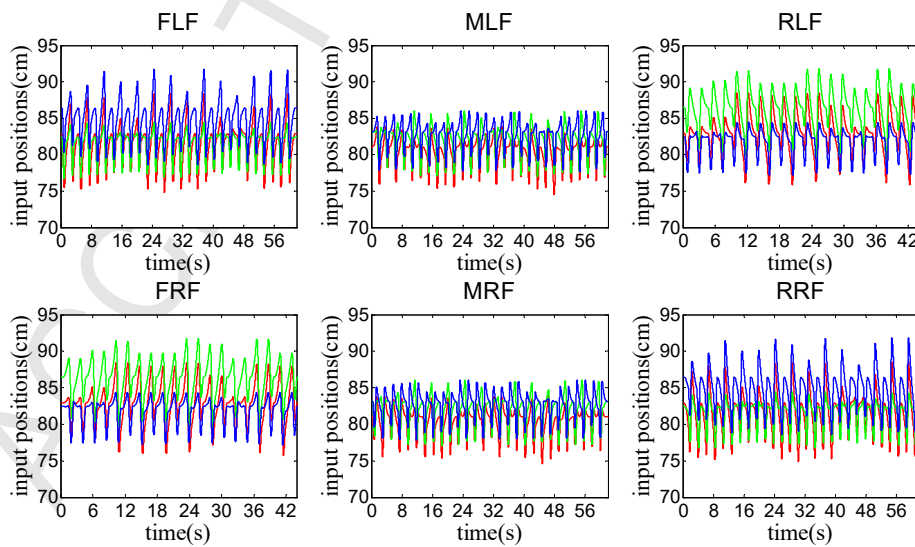 FLF MLF RLF
input positions(cm) input positions(cm) input positions(cm)
95 95 95
90 90 90
85 85 85
80 80 80
75 75 75
70 70 70
0 8 16 24 32 40 48 56 0 8 16 24 32 40 48 56 0 6 12 18 24 30 36 42
time(s) time(s) time(s)
FRF MRF RRF
input positions(cm) input positions(cm) input positions(cm)
95 95 95
90 90 90
85 85 85
80 80 80
75 75 75
70 70 70
0 6 12 18 24 30 36 42 0 8 16 24 32 40 48 56 0 8 16 24 32 40 48 56
time(s) time(s) time(s)